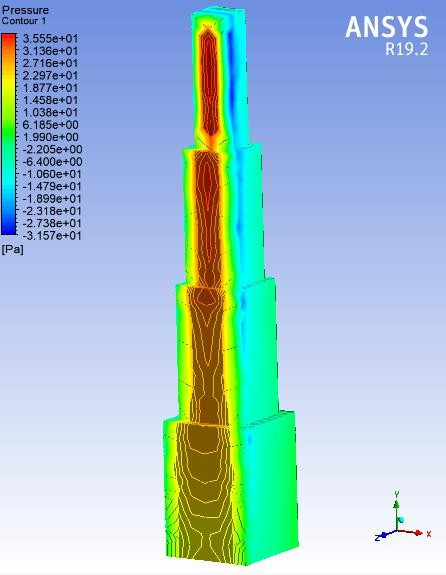 Pressure
Contour 1
3.555e+01
3.136e+01
2.716e+01
2.297e+01
1.877e+01
1.458e+01
1.038e+01
6.185e+00
1.990e+00
-2.205e+00
-6.400e+00
-1.060e+01
-1.479e+01
-1.899e+01
-2.318e+01
-2.738e+01
-3.157e+01
[Pa]
ANSYS
R19.2
Y
Z
X